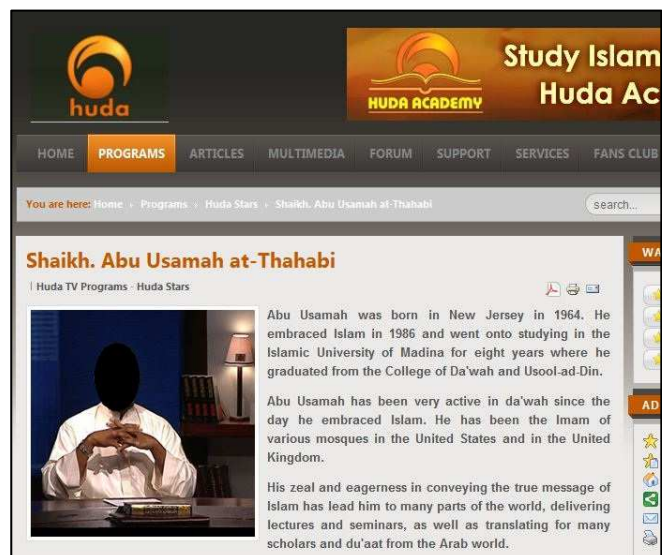 huda
HUDA ACADEMY
Study Islam
Huda Ac
HOME PROGRAMS ARTICLES MULTIMEDIA FORUM SUPPORT SERVICES FANS CLUB
You are here: Home Programs Huda Stars Shaikh. Abu Usamah at-Thahabi
search...
Shaikh. Abu Usamah at-Thahabi
| Huda TV Programs - Huda Stars
Abu Usamah was born in New Jersey in 1964. He
embraced Islam in 1986 and went onto studying in the
Islamic University of Madina for eight years where he
graduated from the College of Da'wah and Usool-ad-Din.
Abu Usamah has been very active in da'wah since the
day he embraced Islam. He has been the Imam of
various mosques in the United States and in the United
Kingdom.
His zeal and eagerness in conveying the true message of
Islam has lead him to many parts of the world, delivering
lectures and seminars, as well as translating for many
scholars and du'aat from the Arab world.
WA
AD